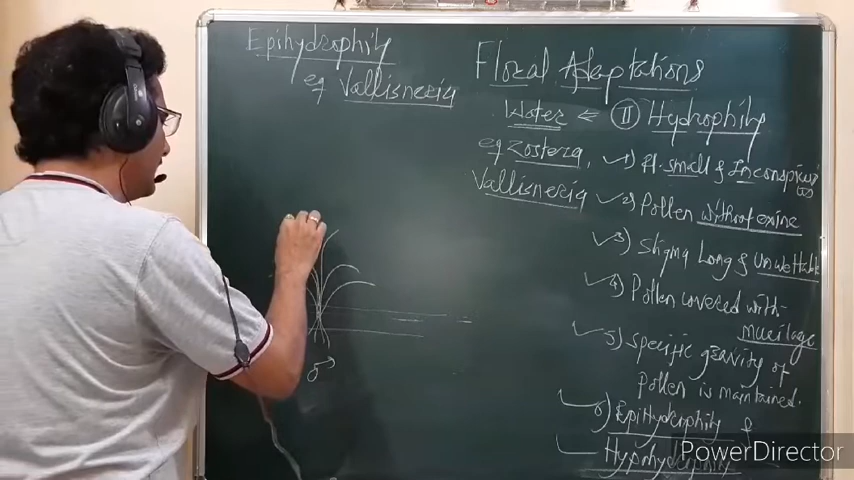 Epihydrophily
eg Vallisneria
♂
Floral Adaptations
Water ⇐ II Hydrophily
eg Zostera,
Vallisneria
1) Fl. small & Inconspicuous
2) Pollen without exine
3) Stigma Long & Unwettable
4) Pollen covered with
mucilage
5) Specific gravity of
Pollen is maintained.
6) EpiHydrophily &
Hypohydrophily
PowerDirector